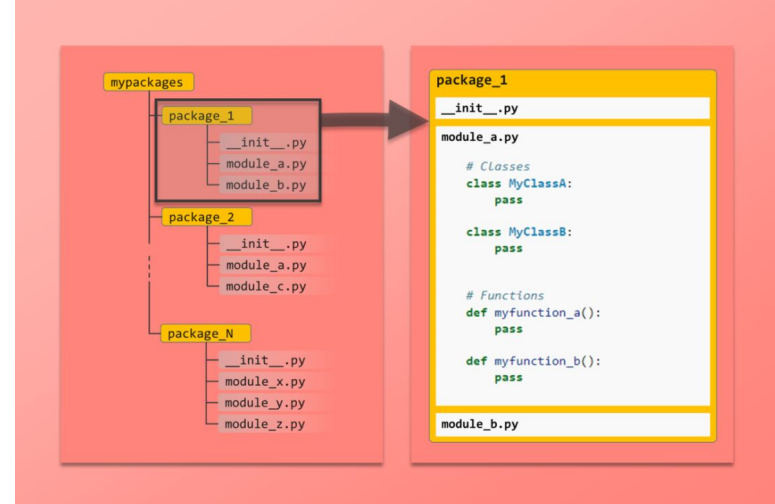 mypackages
package_1
__init__.py
module_a.py
module_b.py
package_2
__init__.py
module_a.py
module_c.py
package_N
__init__.py
module_x.py
module_y.py
module_z.py
package_1
__init__.py
module_a.py
# Classes
class MyClassA:
pass
class MyClassB:
pass
# Functions
def myfunction_a():
pass
def myfunction_b():
pass
module_b.py